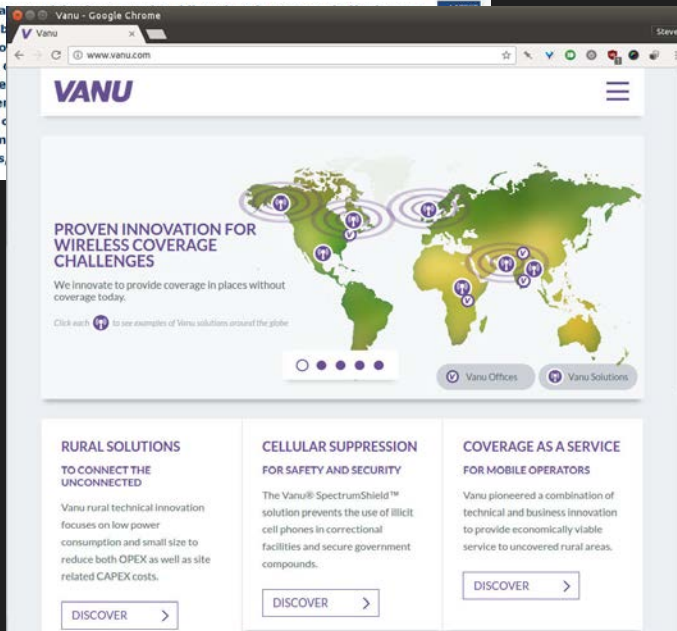 Vanu - Google Chrome
Vanu
Steve
www.vanu.com
VANU
PROVEN INNOVATION FOR
WIRELESS COVERAGE
CHALLENGES
We innovate to provide coverage in places without
coverage today.
Click each to see examples of Vanu solutions around the globe
Vanu Offices
Vanu Solutions
RURAL SOLUTIONS
TO CONNECT THE
UNCONNECTED
Vanu rural technical innovation
focuses on low power
consumption and small size to
reduce both OPEX as well as site
related CAPEX costs.
DISCOVER
CELLULAR SUPPRESSION
FOR SAFETY AND SECURITY
The Vanu® SpectrumShield™
solution prevents the use of illicit
cell phones in correctional
facilities and secure government
compounds.
DISCOVER
COVERAGE AS A SERVICE
FOR MOBILE OPERATORS
Vanu pioneered a combination of
technical and business innovation
to provide economically viable
service to uncovered rural areas.
DISCOVER